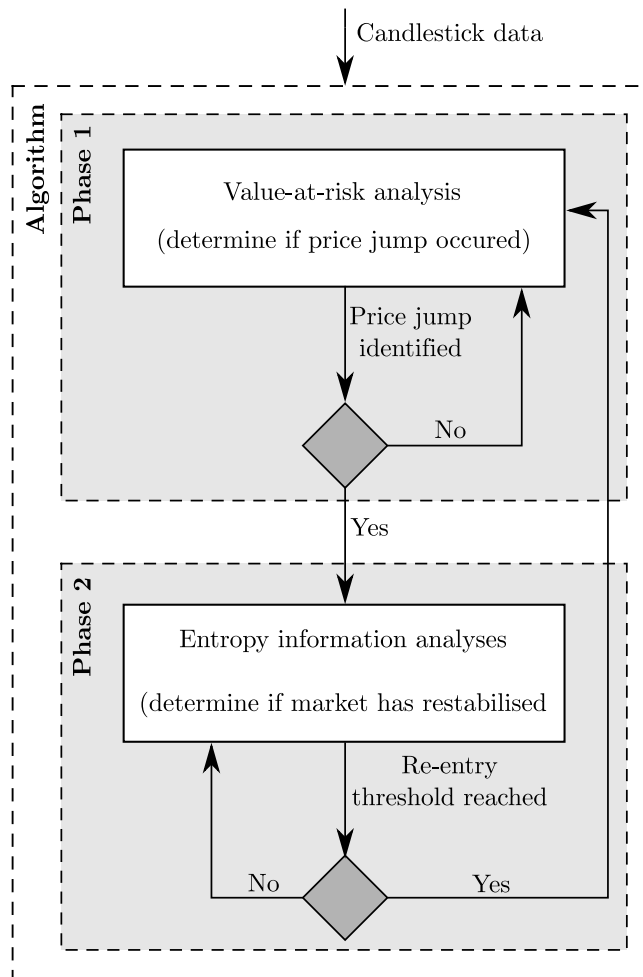 Candlestick data
Algorithm
Phase 1
Value-at-risk analysis
(determine if price jump occured)
Price jump
identified
No
Yes
Phase 2
Entropy information analyses
(determine if market has restabilised
Re-entry
threshold reached
No
Yes